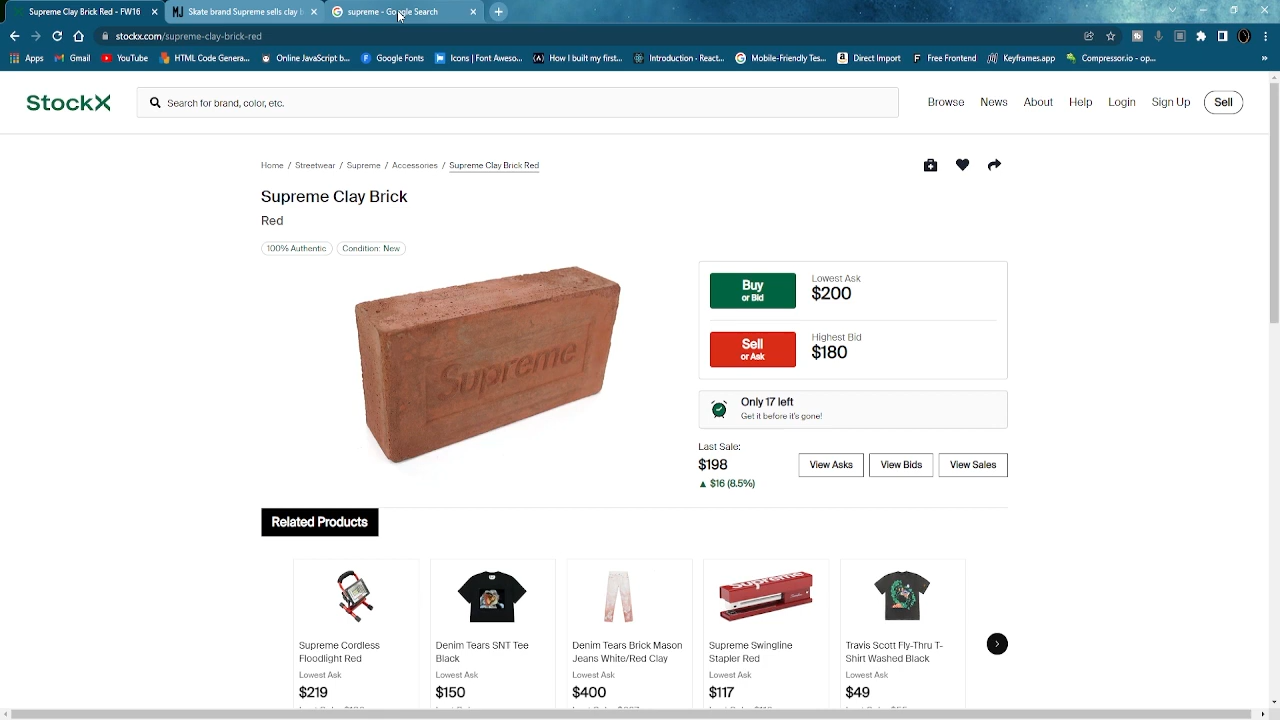 Supreme Clay Brick Red - FW16
MJ Skate brand Supreme sells clay b
supreme - Google Search
stockx.com/supreme-clay-brick-red
Apps Gmail YouTube HTML Code Genera... Online JavaScript b... Google Fonts Icons | Font Aweso... How I built my first... Introduction - React... Mobile-Friendly Tes... Direct Import Free Frontend Keyframes.app Compressor.io - op... »
StockX
Search for brand, color, etc.
Browse News About Help Login Sign Up Sell
Home / Streetwear / Supreme / Accessories / Supreme Clay Brick Red
Supreme Clay Brick
Red
100% Authentic Condition: New
Supreme
Buy
or Bid
Lowest Ask
$200
Sell
or Ask
Highest Bid
$180
Only 17 left
Get it before it's gone!
Last Sale:
$198
▲ $16 (8.5%)
View Asks View Bids View Sales
Related Products
Supreme
Supreme Cordless
Floodlight Red
Lowest Ask
$219
Denim Tears SNT Tee
Black
Lowest Ask
$150
Denim Tears Brick Mason
Jeans White/Red Clay
Lowest Ask
$400
Supreme Swingline
Stapler Red
Lowest Ask
$117
Travis Scott Fly-Thru T-
Shirt Washed Black
Lowest Ask
$49